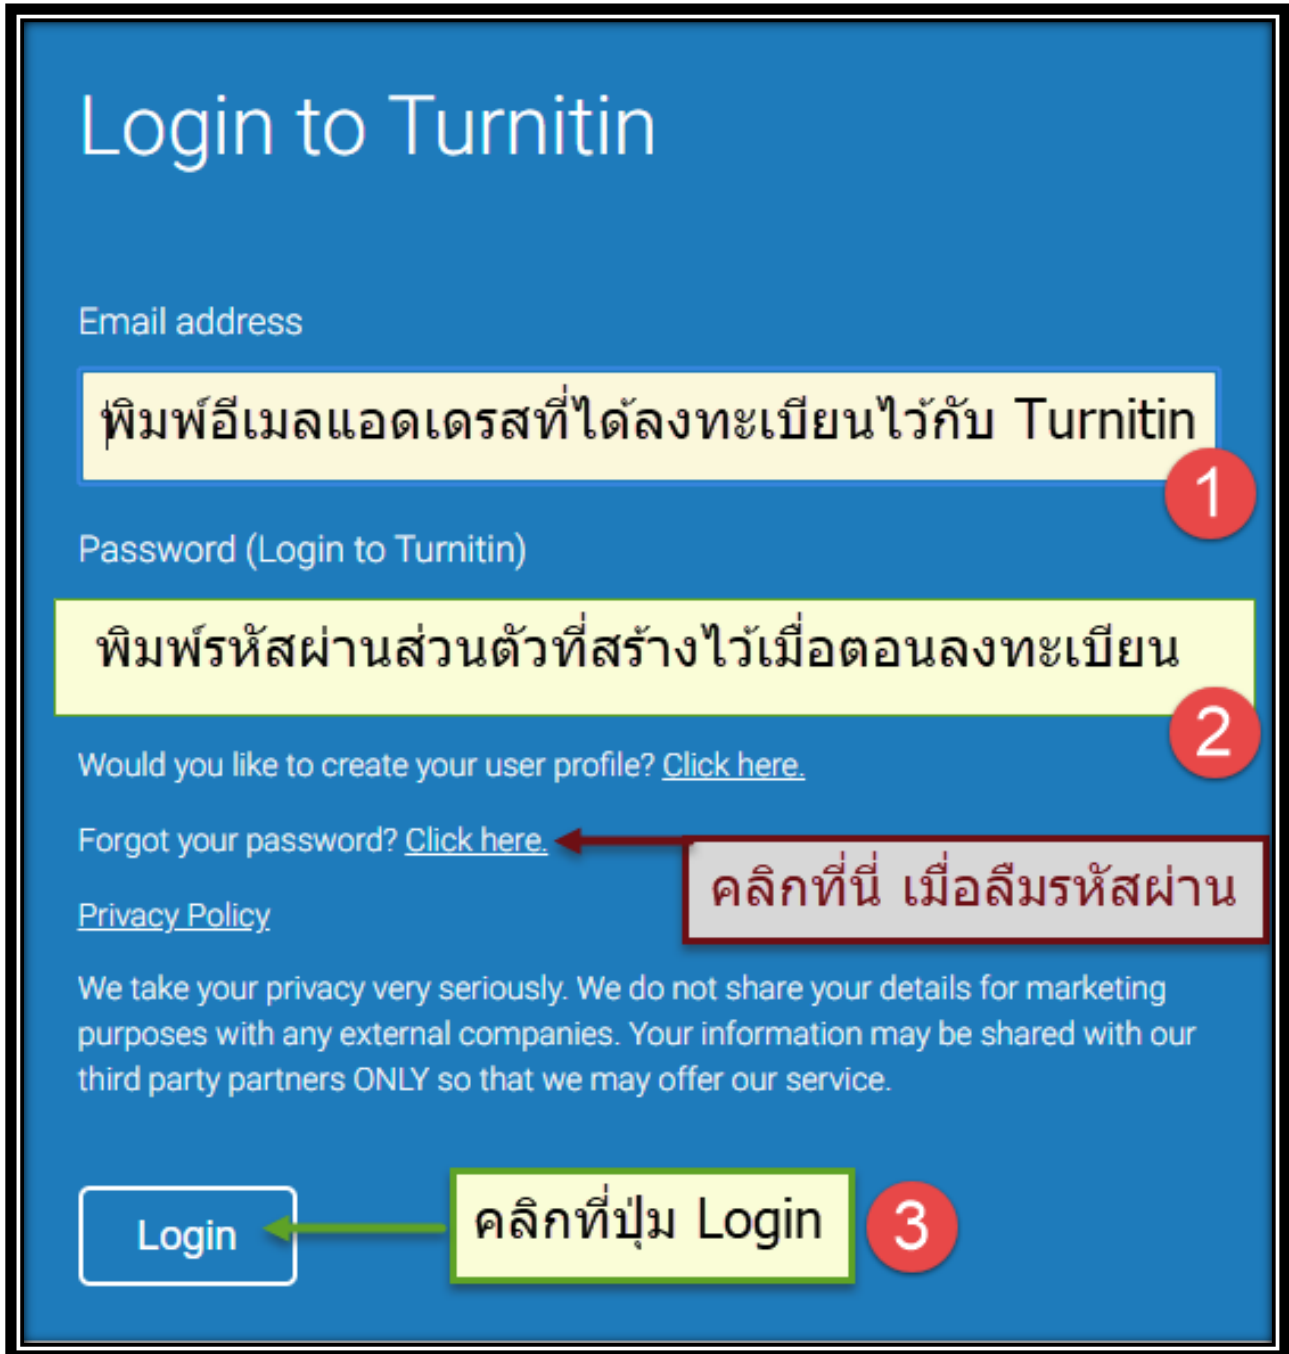 Login to Turnitin
Email address
พิมพ์อีเมลแอดเดรสที่ได้ลงทะเบียนไว้กับ Turnitin
1
Password (Login to Turnitin)
พิมพ์รหัสผ่านส่วนตัวที่สร้างไว้เมื่อตอนลงทะเบียน
2
Would you like to create your user profile? Click here.
Forgot your password? Click here.
คลิกที่นี่ เมื่อลืมรหัสผ่าน
Privacy Policy
We take your privacy very seriously. We do not share your details for marketing
purposes with any external companies. Your information may be shared with our
third party partners ONLY so that we may offer our service.
Login
คลิกที่ปุ่ม Login
3